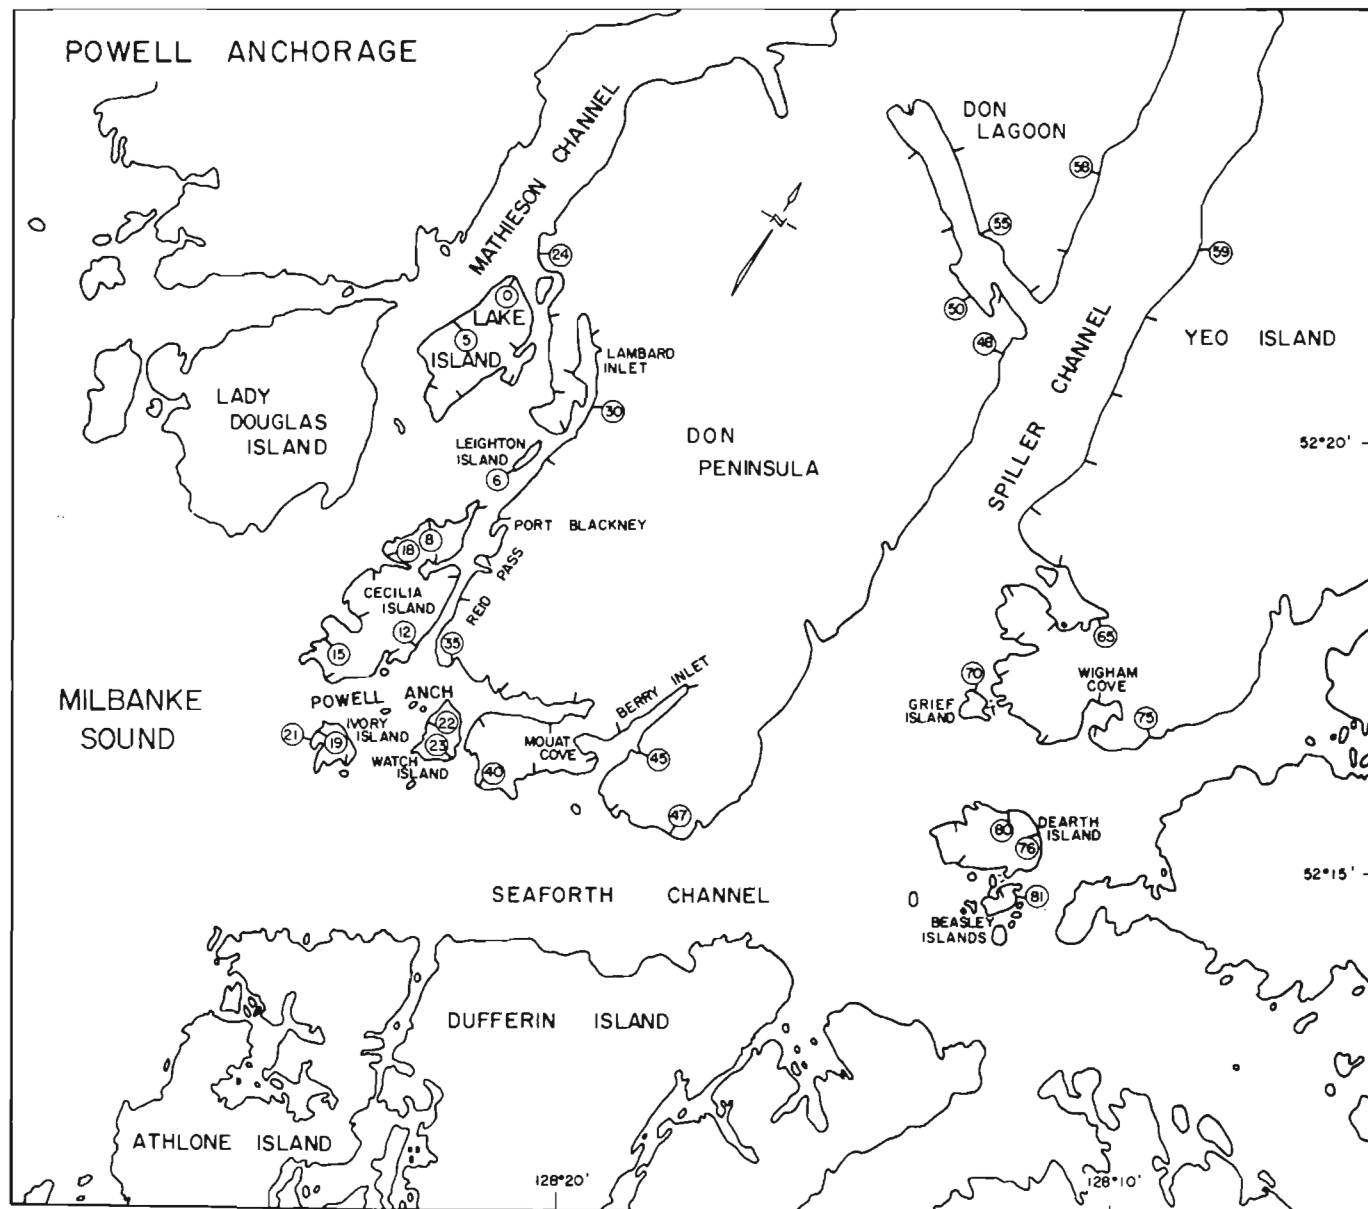 POWELL ANCHORAGE
MATHIESON CHANNEL
DON
LAGOON
58
55
59
24
N
0
LAKE
5
ISLAND
50
48
LAMBARD
INLET
SPILLER CHANNEL
YEO ISLAND
LADY
DOUGLAS
ISLAND
30
DON
PENINSULA
52°20'
LEIGHTON
ISLAND
6
PORT BLACKNEY
8
18
REID PASS
CECILIA
ISLAND
12
35
15
65
MILBANKE
SOUND
POWELL ANCH
BERRY INLET
70
WIGHAM
COVE
GRIEF
ISLAND
75
21
IVORY
ISLAND
19
22
23
WATCH
ISLAND
MOUAT
COVE
40
45
47
80
DEARTH
ISLAND
76
52°15'
SEAFORTH CHANNEL
81
BEASLEY
ISLANDS
DUFFERIN ISLAND
ATHLONE ISLAND
128°20'
128°10'